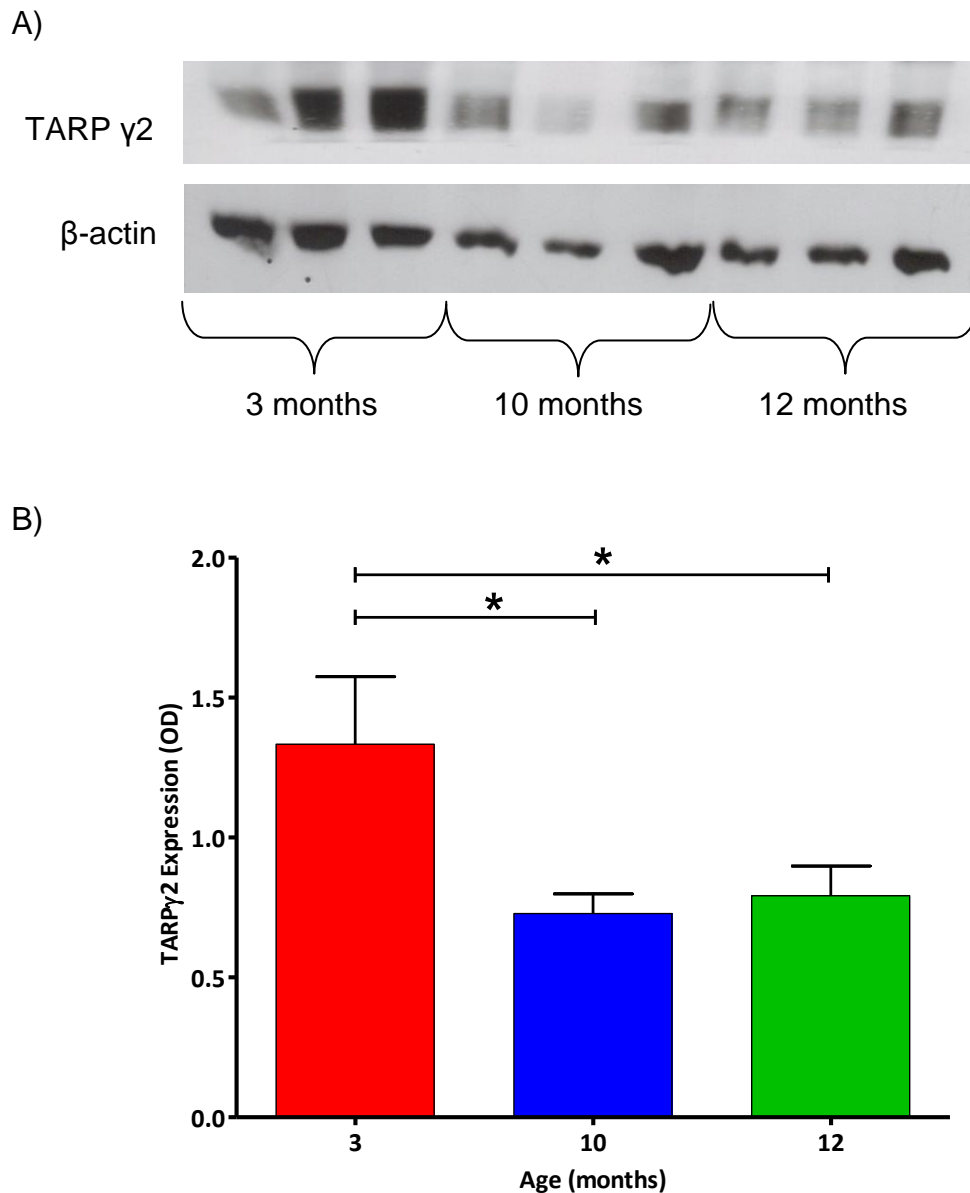 A)
TARP γ2
β-actin
3 months
10 months
12 months
B)
2.0
1.5
1.0
0.5
0.0
TARPγ2 Expression (OD)
*
*
3
10
12
Age (months)